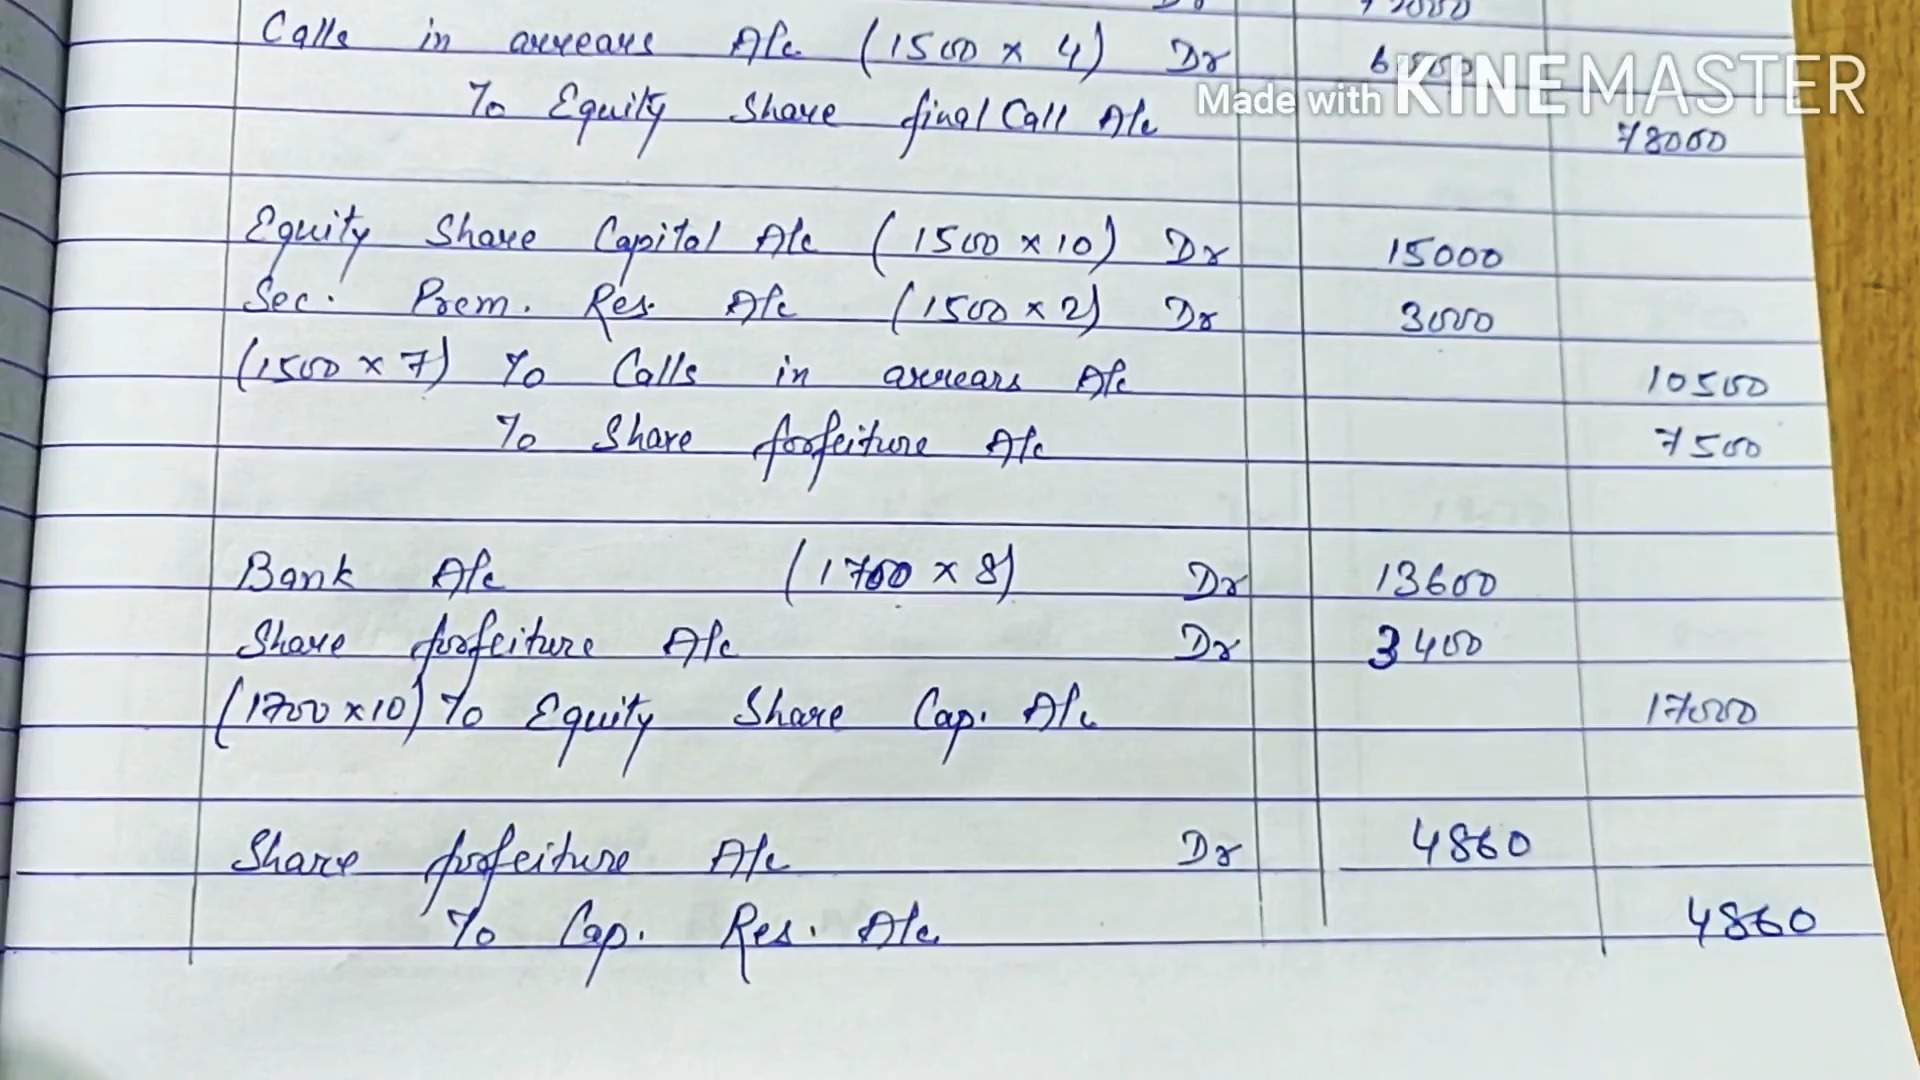 Calls in arrears A/c (1500 x 4) Dr
Made with KINEMASTER
To Equity Share final Call A/c 78000
Equity Share Capital A/c (1500 x 10) Dr 15000
Sec. Prem. Res. A/c (1500 x 2) Dr 3000
(1500 x 7) To Calls in arrears A/c 10500
To Share forfeiture A/c 7500
Bank A/c (1700 x 8) Dr 13600
Share forfeiture A/c Dr 3400
(1700 x 10) To Equity Share Cap. A/c 17000
Share forfeiture A/c Dr 4860
To Cap. Res. A/c. 4860